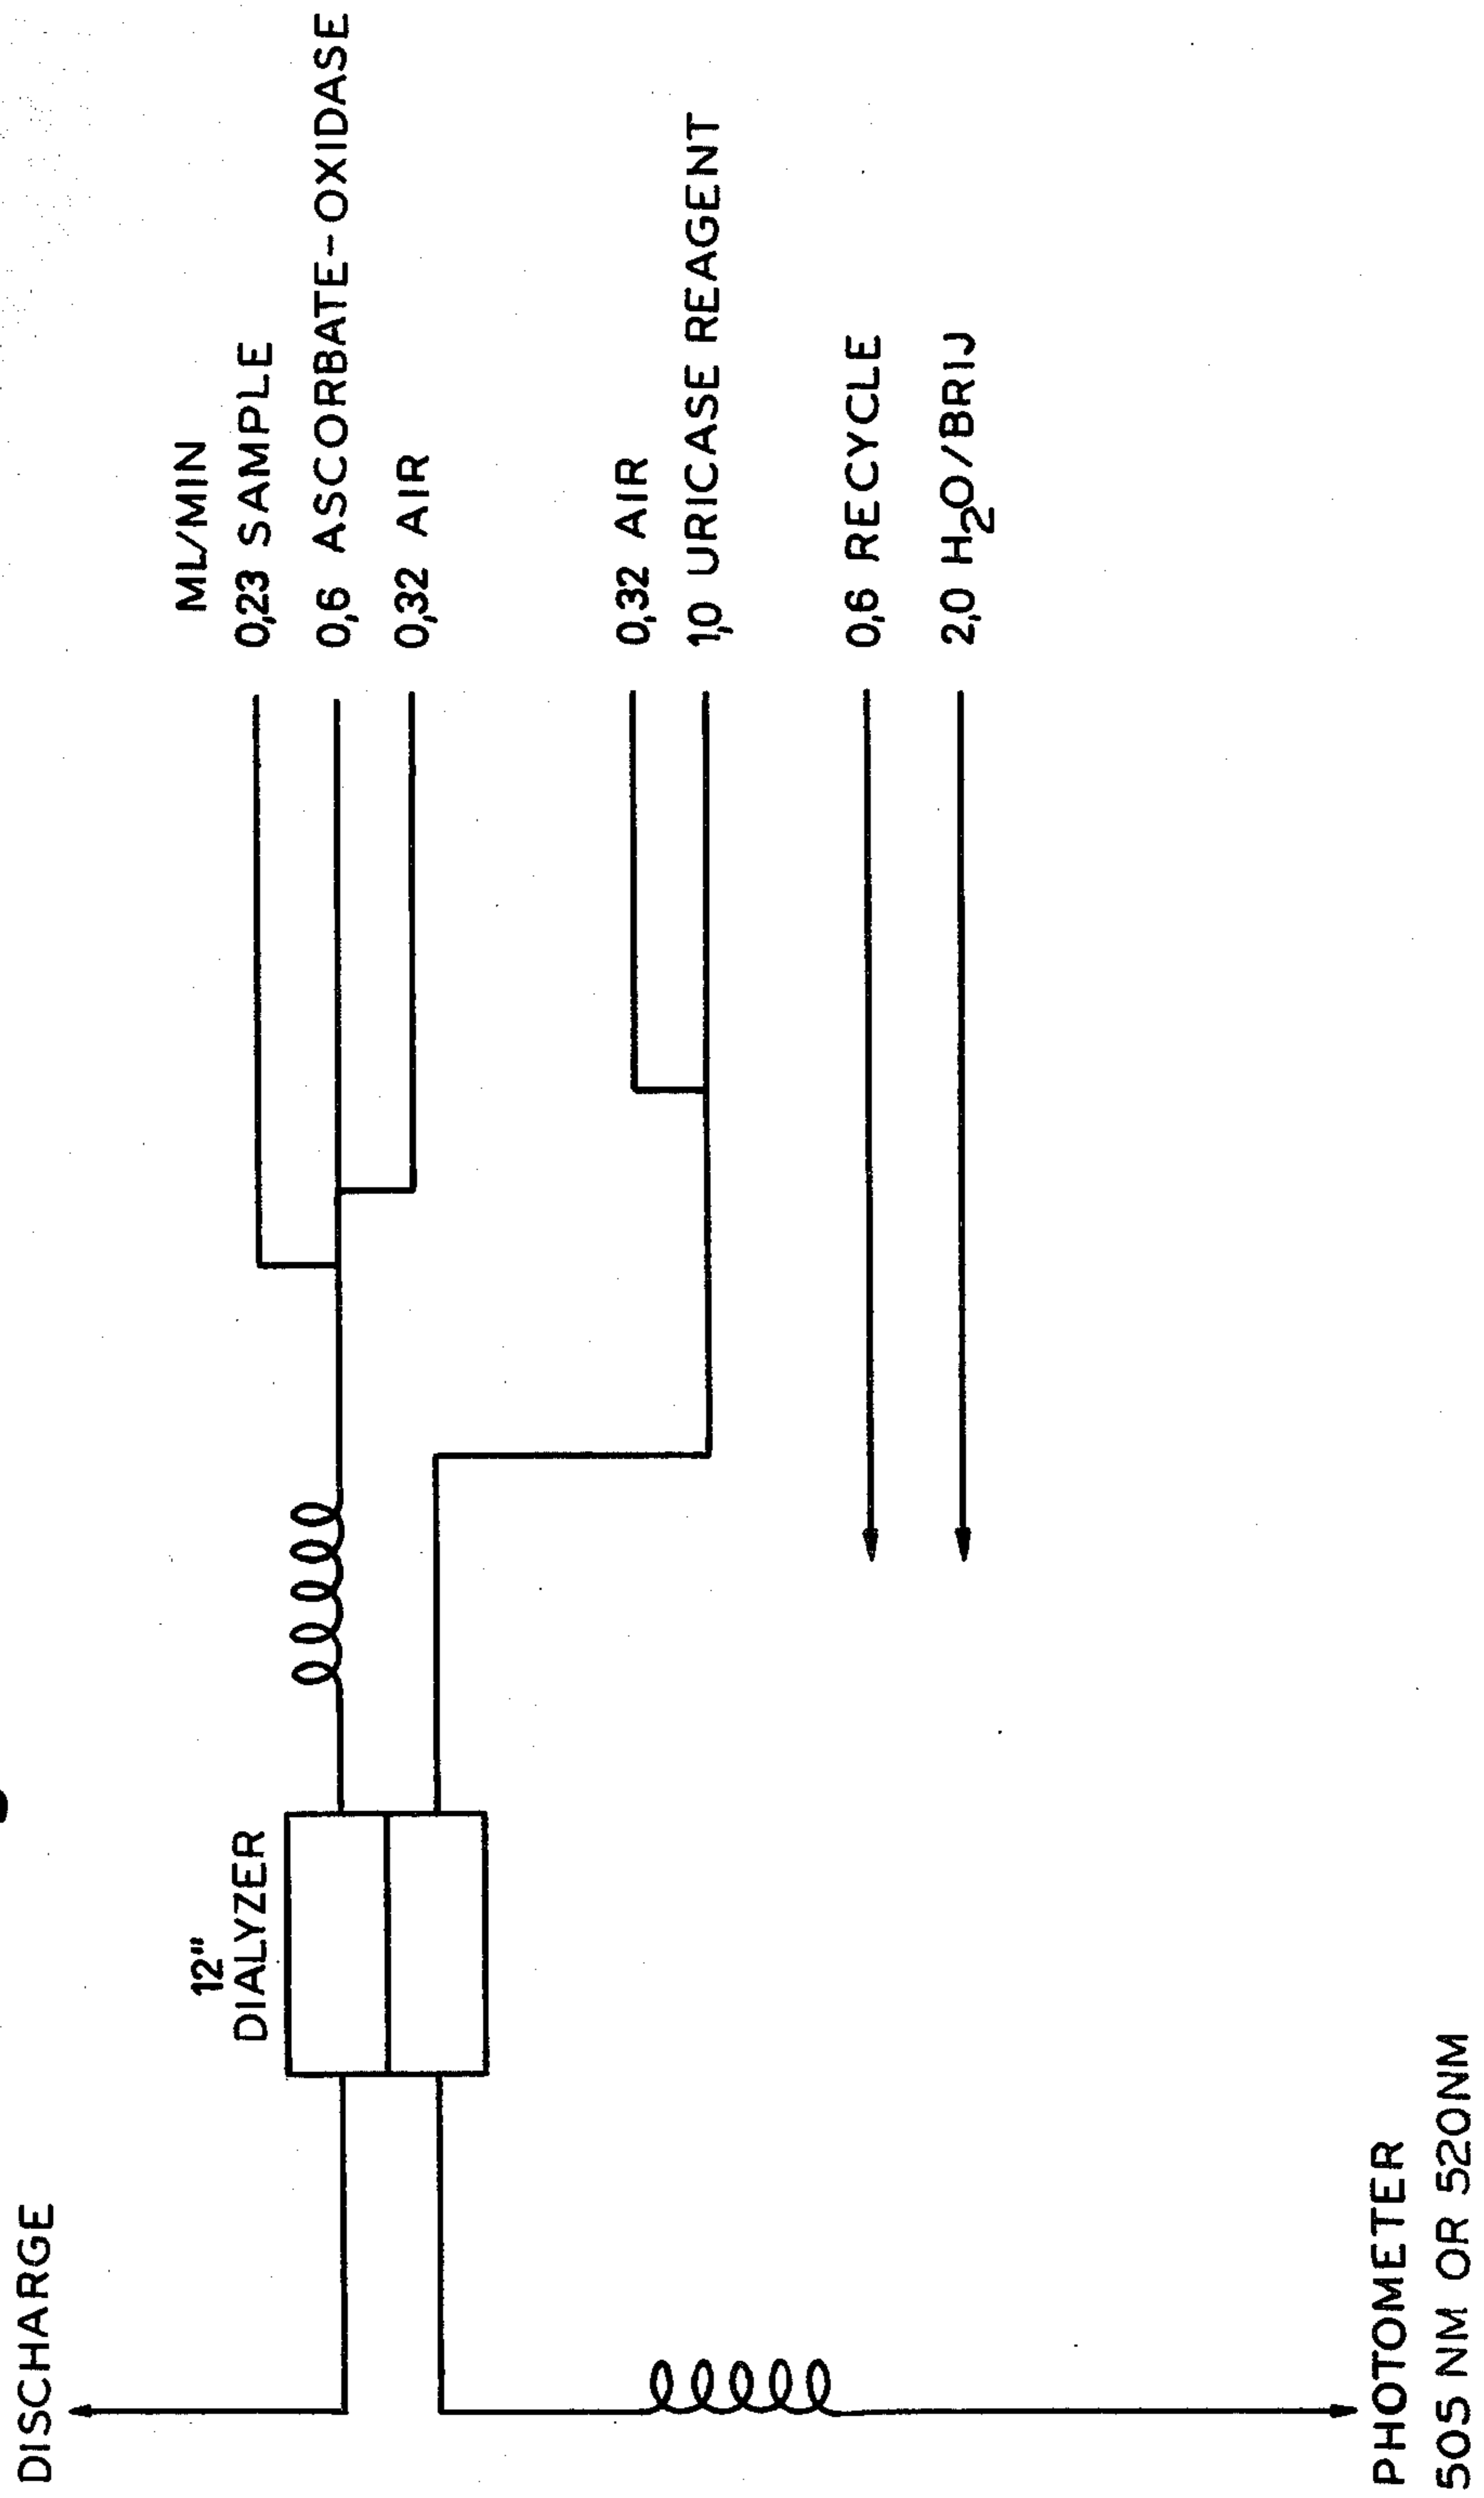 DISCHARGE
12"
DIALYZER
ML/MIN
0,23 SAMPLE
0,6 ASCORBATE-OXIDASE
0,32 AIR
0,32 AIR
1,0 URICASE REAGENT
0,6 RECYCLE
2,0 H2O/BRIJ
PHOTOMETER
505 NM OR 520NM